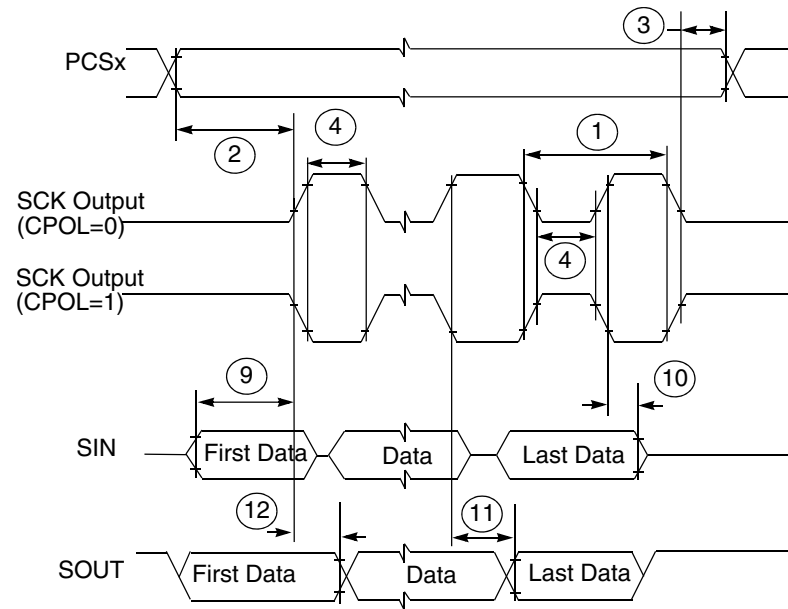 3
PCSx
2
4
1
SCK Output
(CPOL=0)
4
SCK Output
(CPOL=1)
9
10
SIN
First Data
Data
Last Data
12
11
SOUT
First Data
Data
Last Data